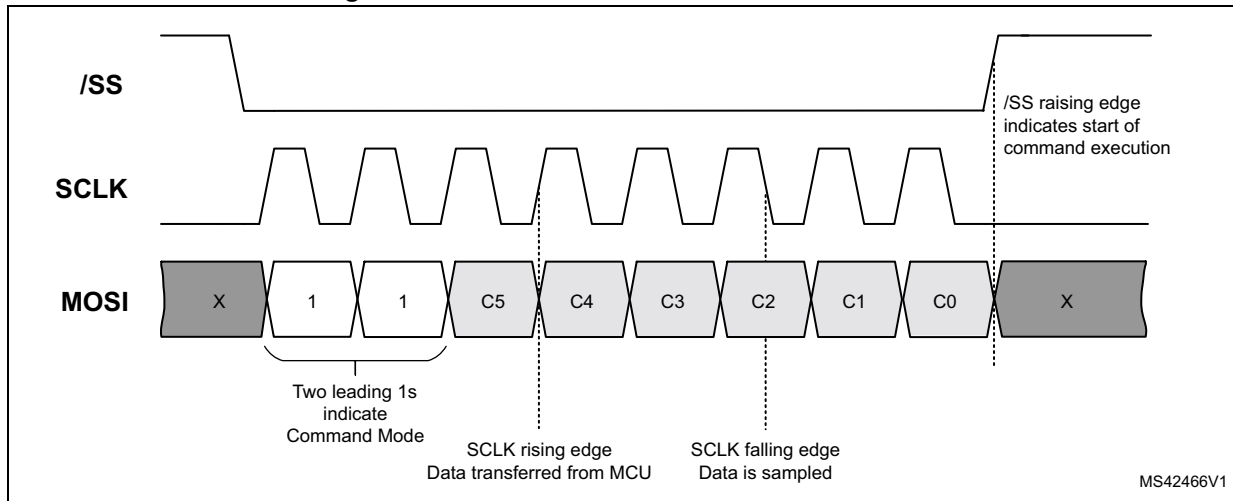 /SS
/SS raising edge
indicates start of
command execution
SCLK
MOSI
X 1 1 C5 C4 C3 C2 C1 C0 X
Two leading 1s
indicate
Command Mode
SCLK rising edge
Data transferred from MCU
SCLK falling edge
Data is sampled
MS42466V1